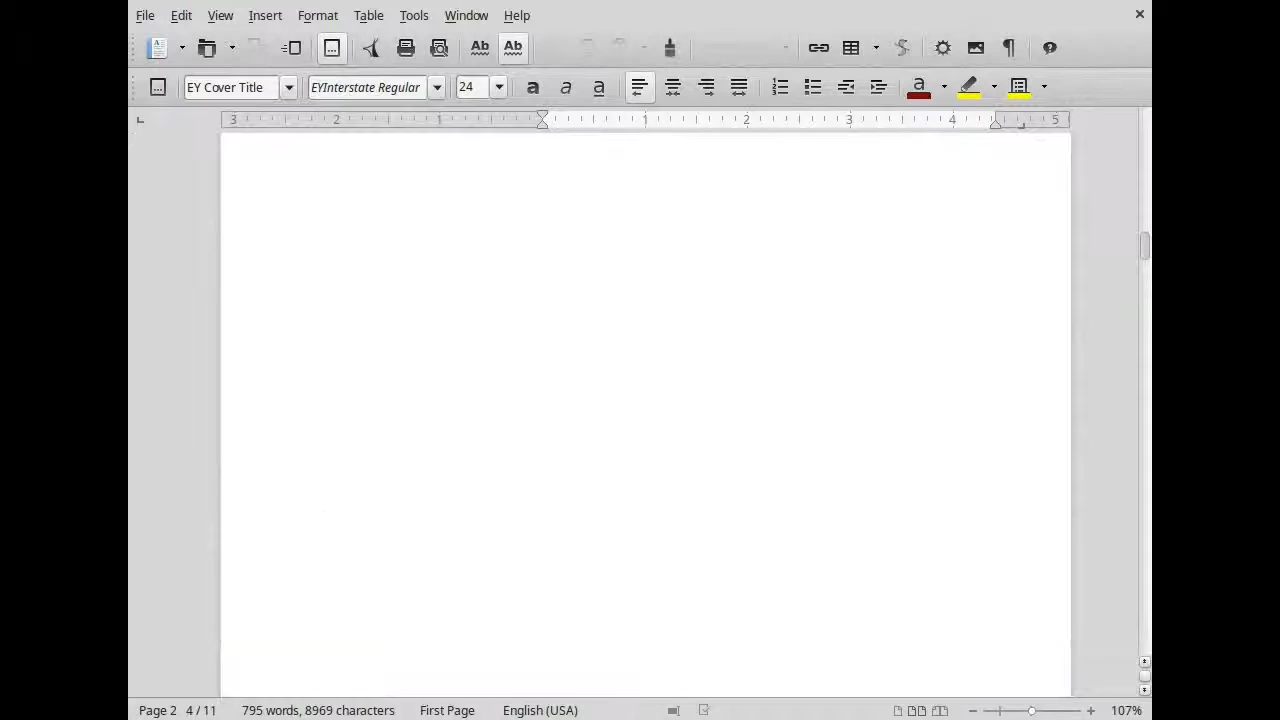 File Edit View Insert Format Table Tools Window Help
EY Cover Title EYInterstate Regular 24
3 2 1 1 2 3 4 5
Page 2 4 / 11 795 words, 8969 characters First Page English (USA) 107%